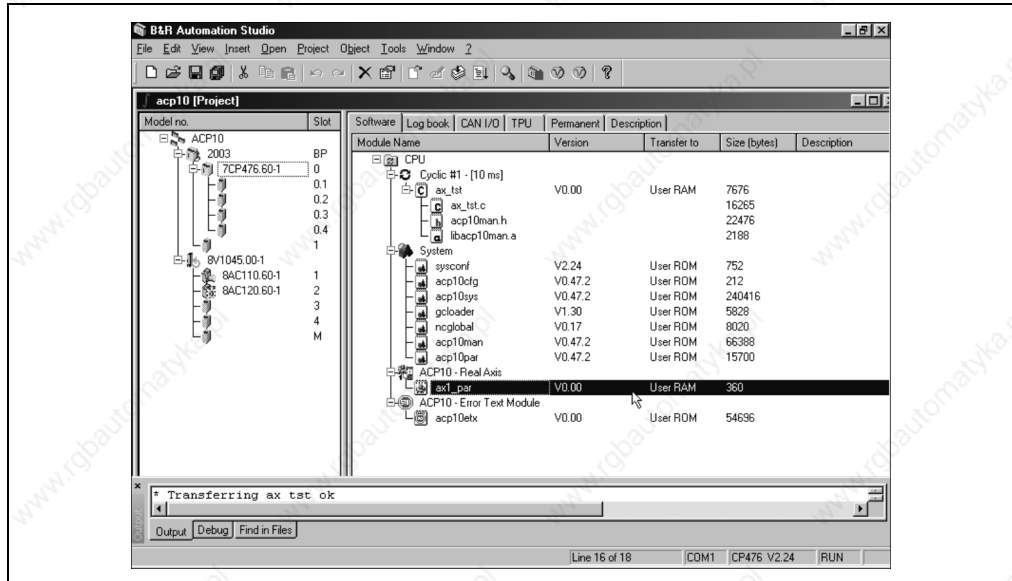 B&R Automation Studio
File Edit View Insert Open Project Object Tools Window ?
acp10 [Project]
Model no. Slot
ACP10
2003 BP
7CP476.60-1 0
0.1
0.2
0.3
0.4
1
8V1045.00-1
8AC110.60-1 1
8AC120.60-1 2
3
4
M
Software Log book CAN I/O TPU Permanent Description
Module Name Version Transfer to Size (bytes) Description
CPU
Cyclic #1 - [10 ms]
ax_tst V0.00 User RAM 7676
ax_tst.c 16265
acp10man.h 22476
libacp10man.a 2188
System
sysconf V2.24 User ROM 752
acp10cfg V0.47.2 User ROM 212
acp10sys V0.47.2 User ROM 240416
gcloader V1.30 User ROM 5828
ncglobal V0.17 User ROM 8020
acp10man V0.47.2 User ROM 66388
acp10par V0.47.2 User ROM 15700
ACP10 - Real Axis
ax1_par V0.00 User RAM 360
ACP10 - Error Text Module
acp10etx V0.00 User ROM 54696
* Transferring ax tst ok
Output
Output Debug Find in Files
Line 16 of 18 COM1 CP476 V2.24 RUN
www.rgbautomatyka.pl